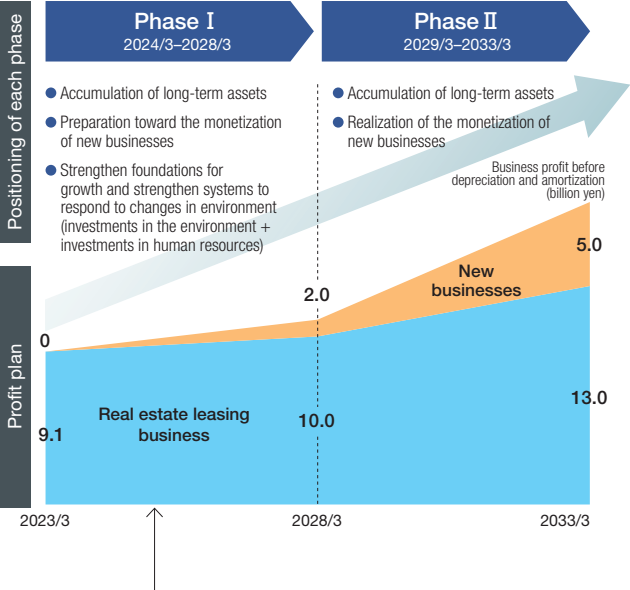 Positioning of each phase
Phase Ⅰ
2024/3–2028/3
Phase Ⅱ
2029/3–2033/3
● Accumulation of long-term assets
● Preparation toward the monetization
of new businesses
● Strengthen foundations for
growth and strengthen systems to
respond to changes in environment
(investments in the environment +
investments in human resources)
● Accumulation of long-term assets
● Realization of the monetization of
new businesses
Business profit before
depreciation and amortization
(billion yen)
Profit plan
0
2.0
5.0
New
businesses
9.1
Real estate leasing
business
10.0
13.0
2023/3
2028/3
2033/3